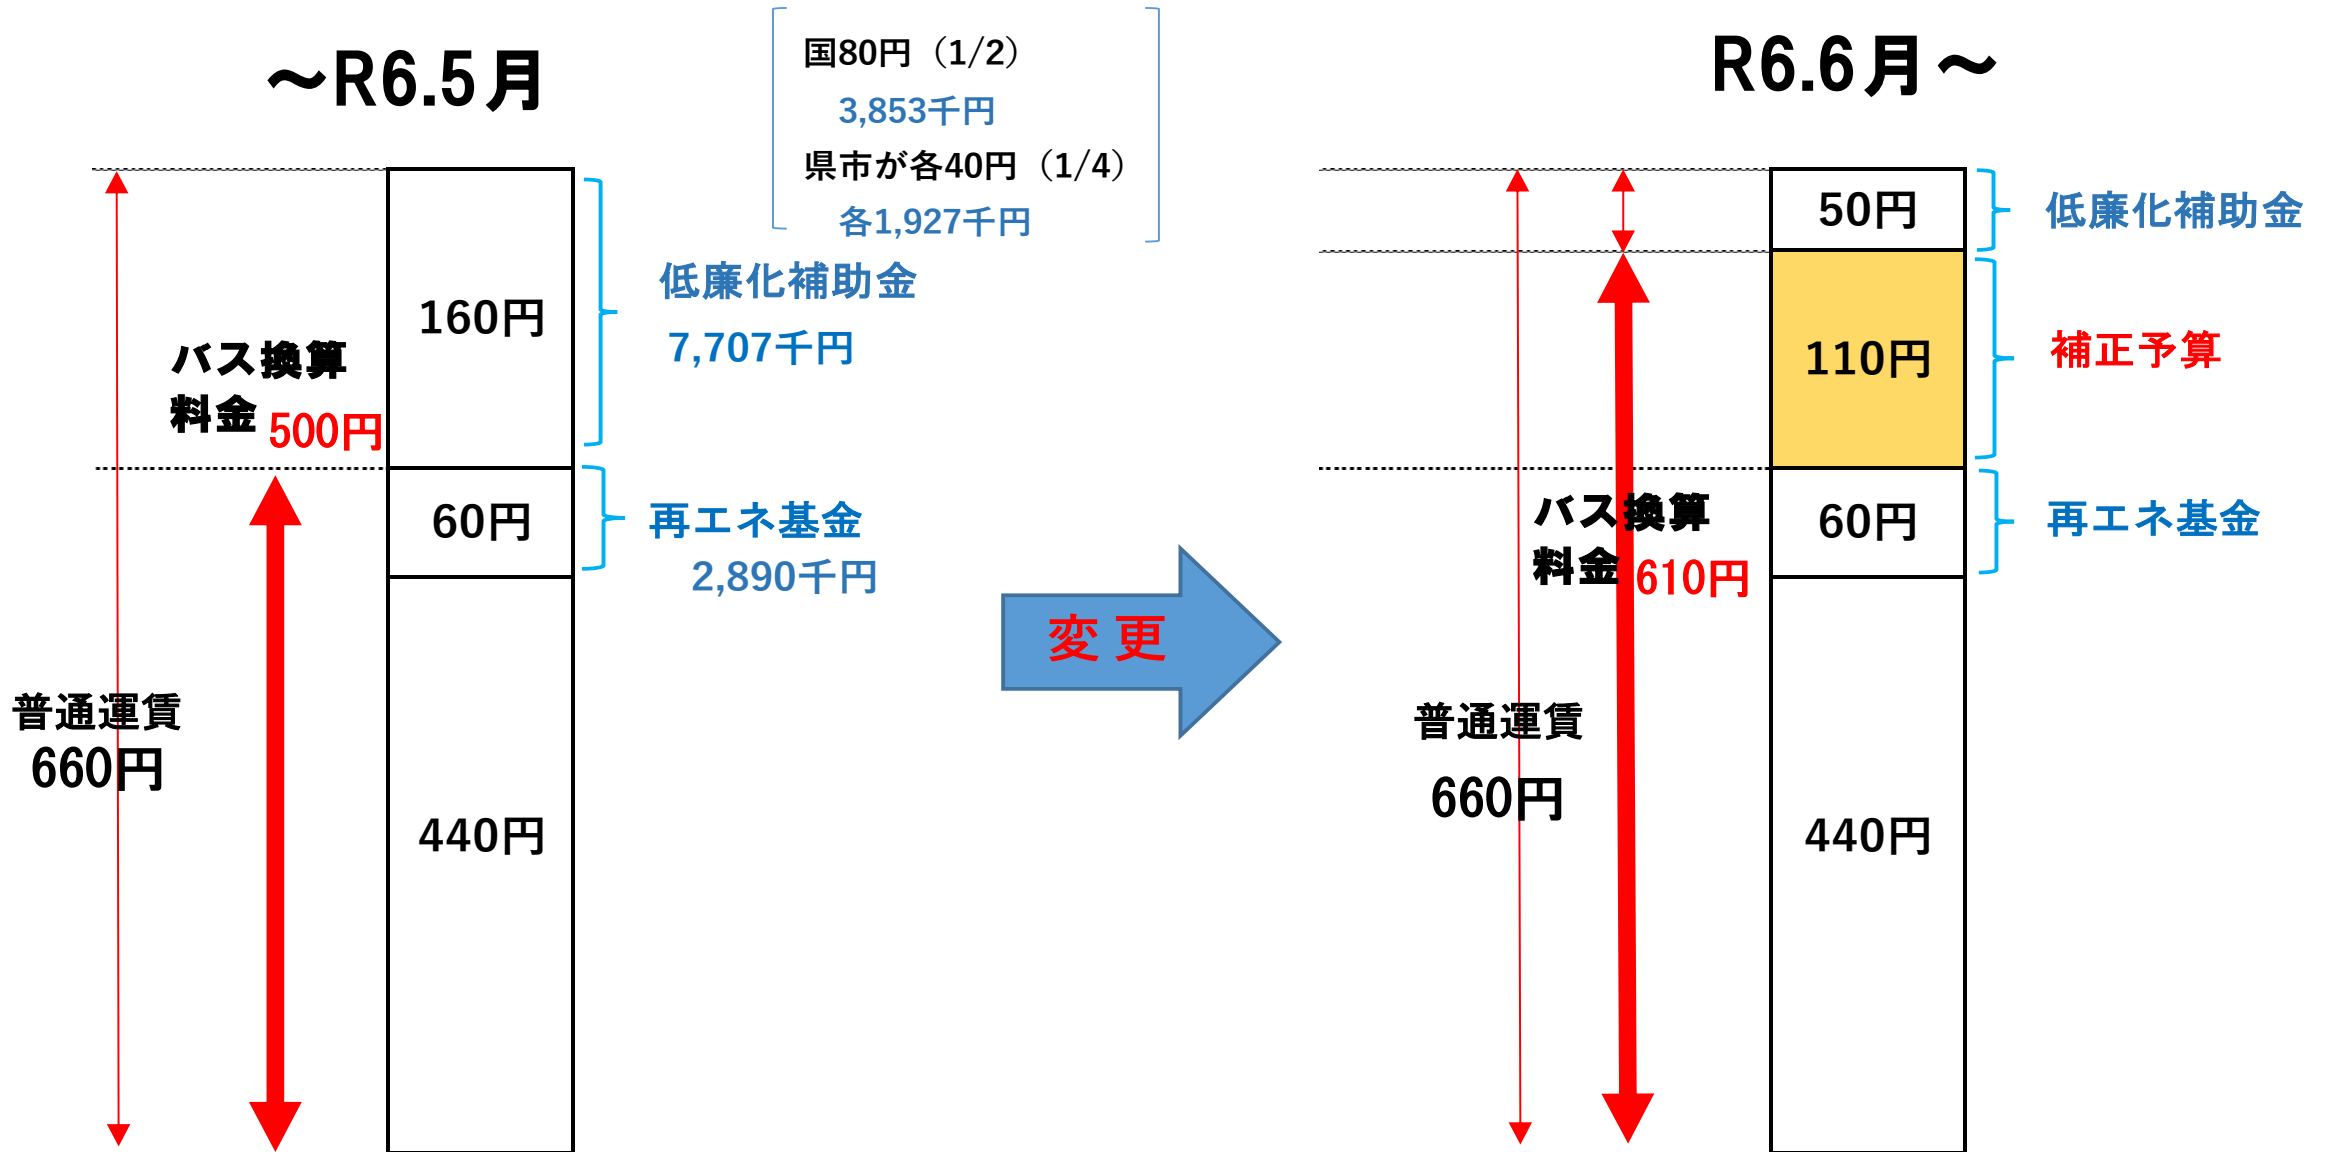 ～R6.5月
国80円（1/2）
3,853千円
県市が各40円（1/4）
各1,927千円
160円
低廉化補助金
7,707千円
バス換算
料金
500円
60円
再エネ基金
2,890千円
普通運賃
660円
440円
変更
R6.6月～
50円
低廉化補助金
110円
補正予算
バス換算
料金
610円
60円
再エネ基金
普通運賃
660円
440円